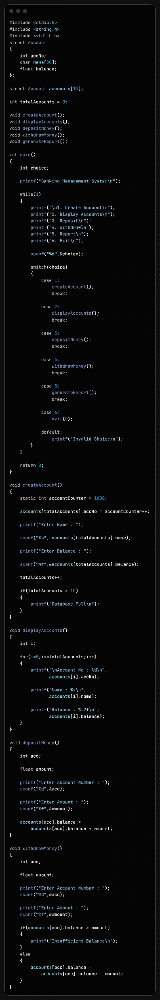 #include <stdio.h>
#include <string.h>
#include <stdlib.h>
struct Account
{
    int accNo;
    char name[30];
    float balance;
};

struct Account accounts[10];

int totalAccounts = 0;

void createAccount();
void displayAccounts();
void depositMoney();
void withdrawMoney();
void generateReport();

int main()
{
    int choice;

    printf("Banking Management System\n");

    while(1)
    {
        printf("\n1. Create Account\n");
        printf("2. Display Accounts\n");
        printf("3. Deposit\n");
        printf("4. Withdraw\n");
        printf("5. Report\n");
        printf("6. Exit\n");

        scanf("%d",&choice);

        switch(choice)
        {
            case 1:
                createAccount();
                break;

            case 2:
                displayAccounts();
                break;

            case 3:
                depositMoney();
                break;

            case 4:
                withdrawMoney();
                break;

            case 5:
                generateReport();
                break;

            case 6:
                exit(0);

            default:
                printf("Invalid Choice\n");
        }
    }

    return 0;
}

void createAccount()
{
    static int accountCounter = 1000;

    accounts[totalAccounts].accNo = accountCounter++;

    printf("Enter Name : ");

    scanf("%s", accounts[totalAccounts].name);

    printf("Enter Balance : ");

    scanf("%f",&accounts[totalAccounts].balance);

    totalAccounts++;

    if(totalAccounts > 10)
    {
        printf("Database Full\n");
    }
}

void displayAccounts()
{
    int i;

    for(i=0;i<=totalAccounts;i++)
    {
        printf("\nAccount No : %d\n",
               accounts[i].accNo);

        printf("Name : %s\n",
               accounts[i].name);

        printf("Balance : %.2f\n",
               accounts[i].balance);
    }
}

void depositMoney()
{
    int acc;

    float amount;

    printf("Enter Account Number : ");
    scanf("%d",&acc);

    printf("Enter Amount : ");
    scanf("%f",&amount);

    accounts[acc].balance =
        accounts[acc].balance + amount;
}

void withdrawMoney()
{
    int acc;

    float amount;

    printf("Enter Account Number : ");
    scanf("%d",&acc);

    printf("Enter Amount : ");
    scanf("%f",&amount);

    if(accounts[acc].balance > amount)
    {
        printf("Insufficient Balance\n");
    }
    else
    {
        accounts[acc].balance =
            accounts[acc].balance - amount;
    }
}